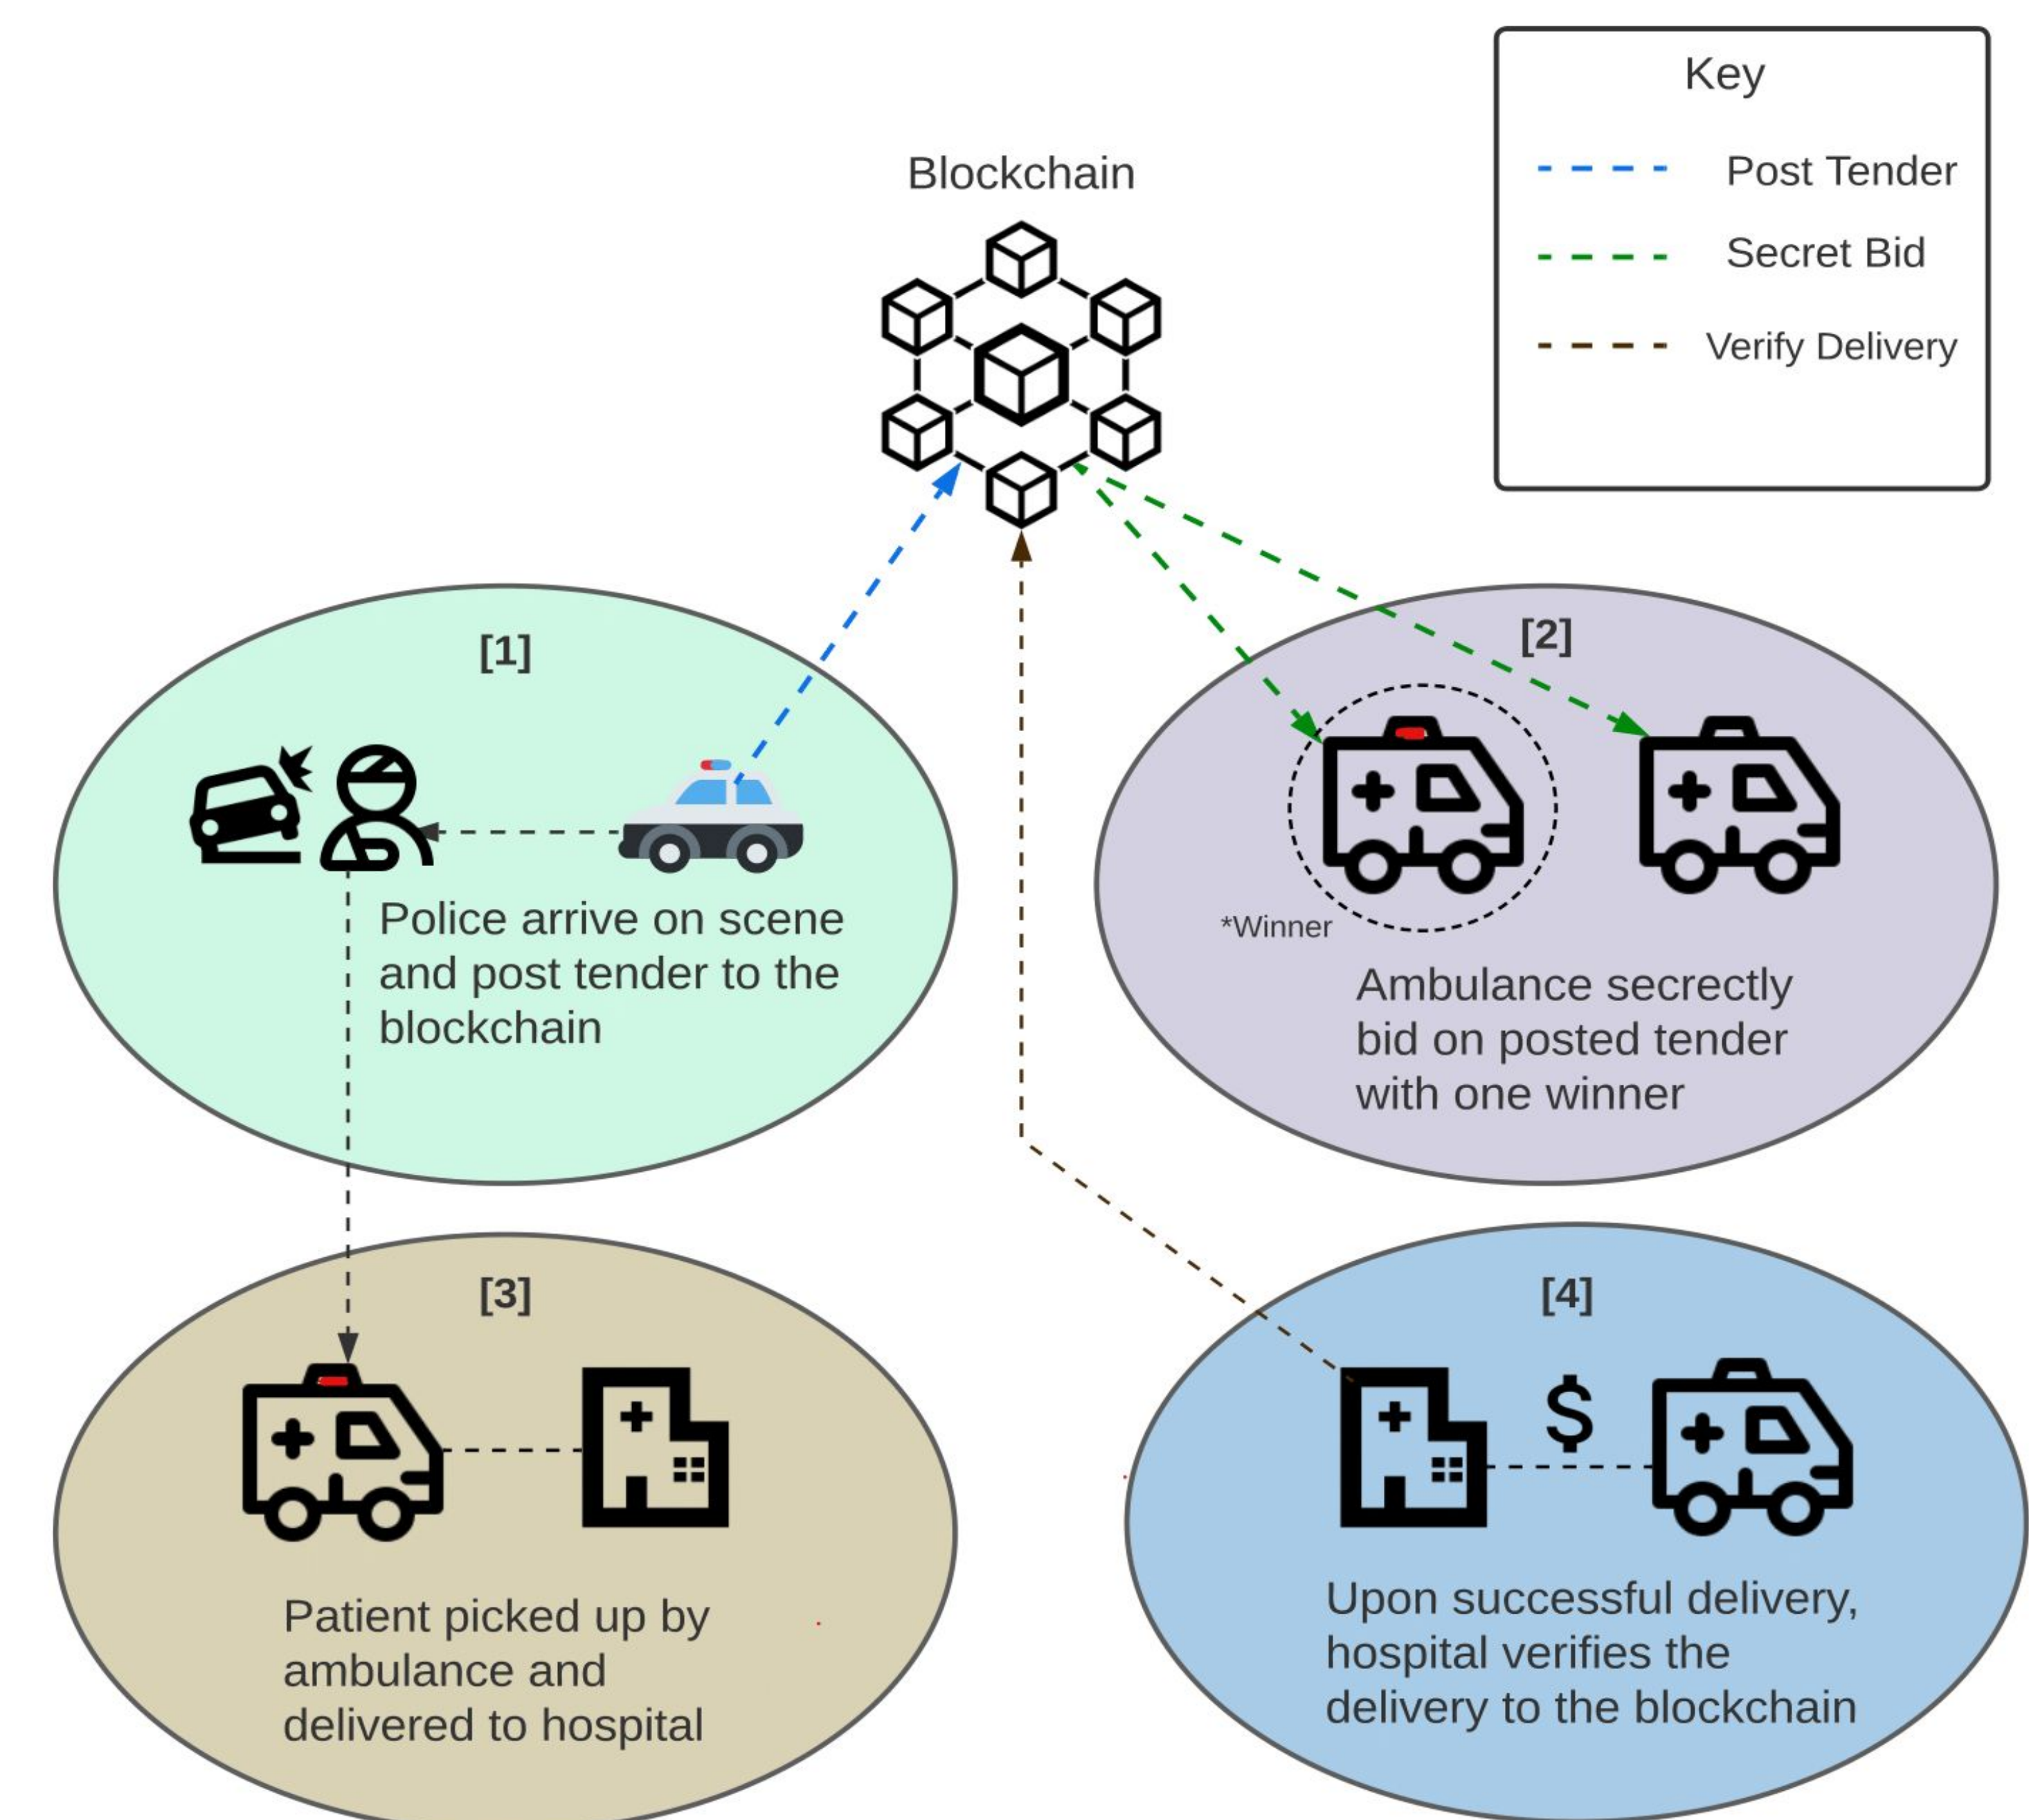 Key
Post Tender
Secret Bid
Verify Delivery
Blockchain
[1]
Police arrive on scene
and post tender to the
blockchain
[2]
*Winner
Ambulance secrectly
bid on posted tender
with one winner
[3]
Patient picked up by
ambulance and
delivered to hospital
[4]
$
Upon successful delivery,
hospital verifies the
delivery to the blockchain